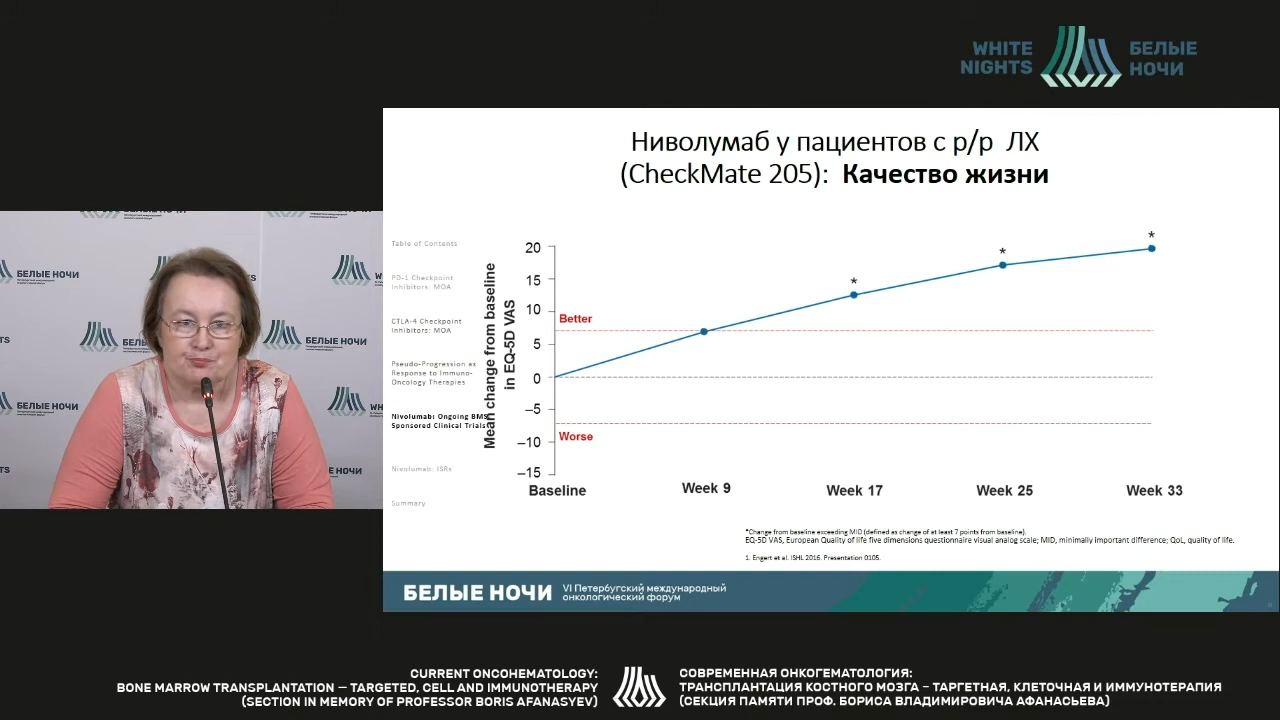 WHITE
NIGHTS
БЕЛЫЕ
НОЧИ
Ниволумаб у пациентов с р/р ЛХ
(CheckMate 205): Качество жизни
Table of Contents
PD-1 Checkpoint
Inhibitors: MOA
CTLA-4 Checkpoint
Inhibitors: MOA
Pseudo-Progression as
Response to Immuno-
Oncology Therapies
Nivolumab: Ongoing BMS
Sponsored Clinical Trials
Nivolumab: ISRs
Summary
Mean change from baseline
in EQ-5D VAS
20
15
10
5
0
–5
–10
–15
Better
Worse
*
*
*
Baseline
Week 9
Week 17
Week 25
Week 33
*Change from baseline exceeding MID (defined as change of at least 7 points from baseline).
EQ-5D VAS, European Quality of life five dimensions questionnaire visual analog scale; MID, minimally important difference; QoL, quality of life.
1. Engert et al. ISHL 2016. Presentation 0105.
БЕЛЫЕ НОЧИ
VI Петербугский международный
онкологический форум
БЕЛЫЕ НОЧИ
БЕЛЫЕ НОЧИ
БЕЛЫЕ НОЧИ
CURRENT ONCOHEMATOLOGY:
BONE MARROW TRANSPLANTATION – TARGETED, CELL AND IMMUNOTHERAPY
(SECTION IN MEMORY OF PROFESSOR BORIS AFANASYEV)
СОВРЕМЕННАЯ ОНКОГЕМАТОЛОГИЯ:
ТРАНСПЛАНТАЦИЯ КОСТНОГО МОЗГА – ТАРГЕТНАЯ, КЛЕТОЧНАЯ И ИММУНОТЕРАПИЯ
(СЕКЦИЯ ПАМЯТИ ПРОФ. БОРИСА ВЛАДИМИРОВИЧА АФАНАСЬЕВА)